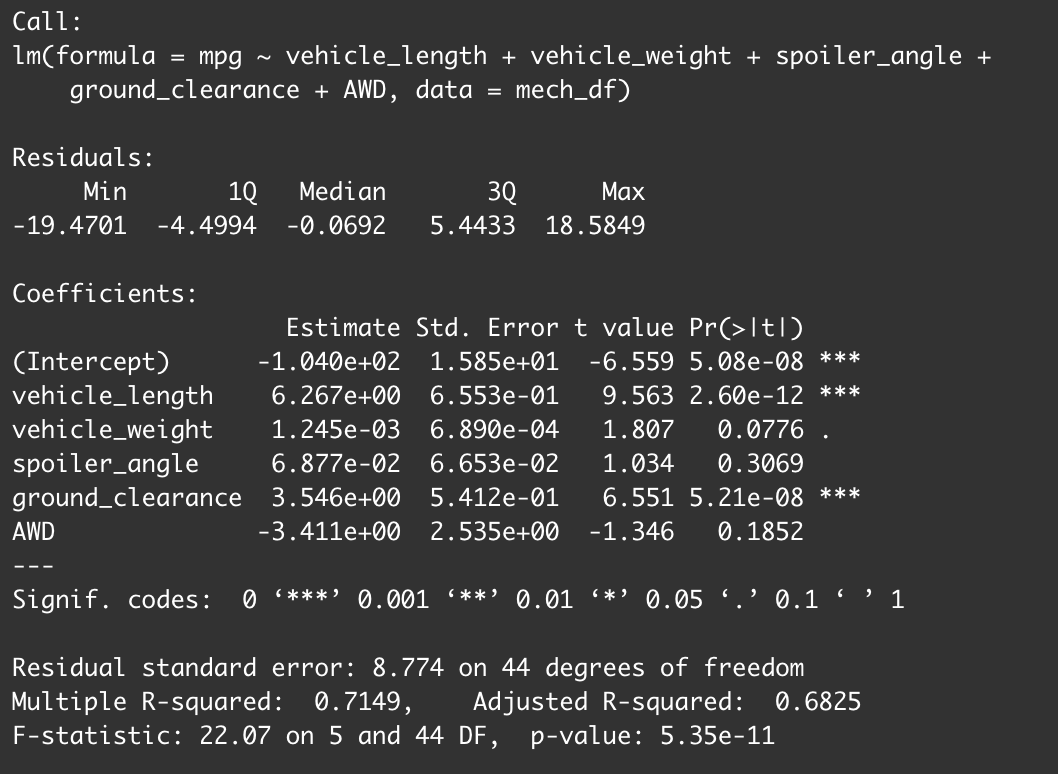 Call:
lm(formula = mpg ~ vehicle_length + vehicle_weight + spoiler_angle +
    ground_clearance + AWD, data = mech_df)

Residuals:
     Min       1Q   Median       3Q      Max
-19.4701  -4.4994  -0.0692   5.4433  18.5849

Coefficients:
                   Estimate Std. Error t value Pr(>|t|)
(Intercept)      -1.040e+02  1.585e+01  -6.559 5.08e-08 ***
vehicle_length    6.267e+00  6.553e-01   9.563 2.60e-12 ***
vehicle_weight    1.245e-03  6.890e-04   1.807   0.0776 .
spoiler_angle     6.877e-02  6.653e-02   1.034   0.3069
ground_clearance  3.546e+00  5.412e-01   6.551 5.21e-08 ***
AWD              -3.411e+00  2.535e+00  -1.346   0.1852
---
Signif. codes:  0 ‘***’ 0.001 ‘**’ 0.01 ‘*’ 0.05 ‘.’ 0.1 ‘ ’ 1

Residual standard error: 8.774 on 44 degrees of freedom
Multiple R-squared:  0.7149,	Adjusted R-squared:  0.6825
F-statistic: 22.07 on 5 and 44 DF,  p-value: 5.35e-11